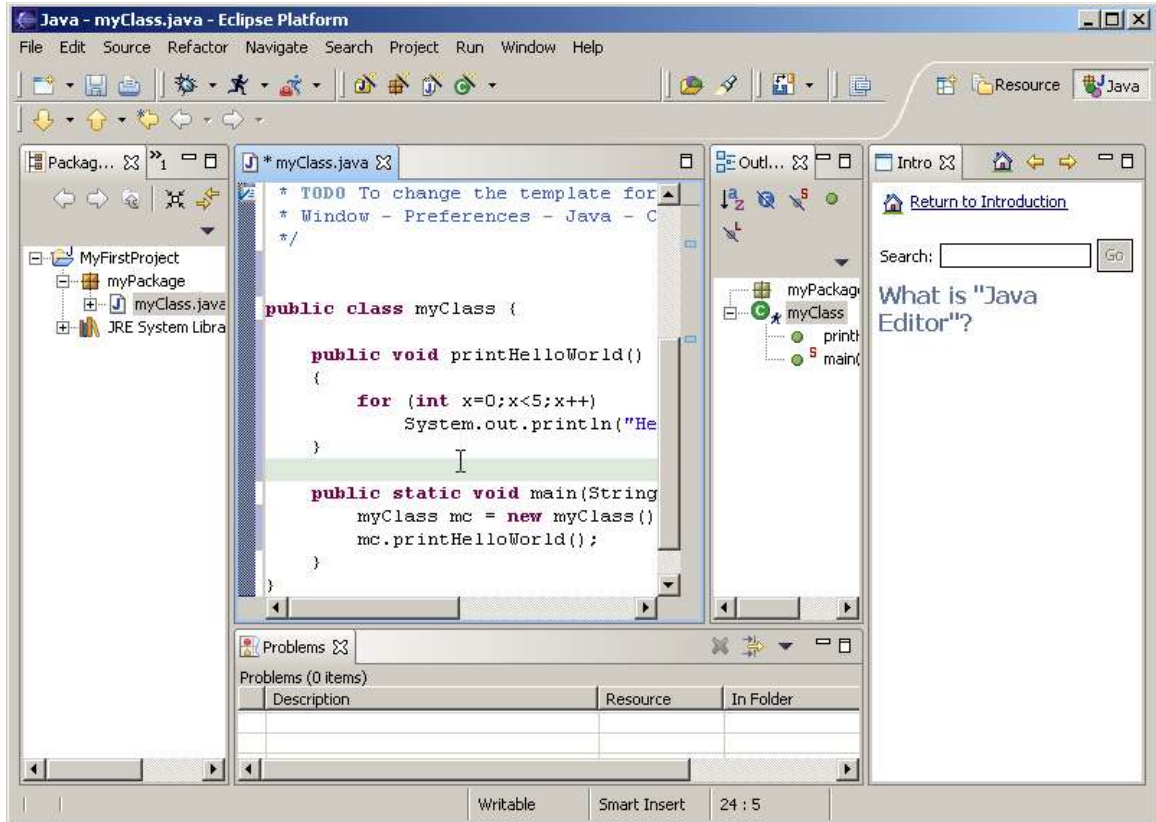 Java - myClass.java - Eclipse Platform
File Edit Source Refactor Navigate Search Project Run Window Help
Resource Java
Packag... 1
MyFirstProject
myPackage
myClass.java
JRE System Libra
* myClass.java
* TODO To change the template for
* Window - Preferences - Java - C
*/
public class myClass {
public void printHelloWorld()
{
for (int x=0;x<5;x++)
System.out.println("He
}
public static void main(String
myClass mc = new myClass()
mc.printHelloWorld();
}
}
Outl...
myPackag
myClass
printH
main(
Intro
Return to Introduction
Search: Go
What is "Java
Editor"?
Problems
Problems (0 items)
Description Resource In Folder
Writable Smart Insert 24 : 5